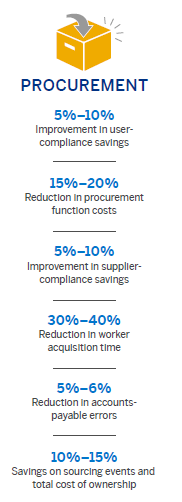 PROCUREMENT
5%–10%
Improvement in user-
compliance savings
15%–20%
Reduction in procurement
function costs
5%–10%
Improvement in supplier-
compliance savings
30%–40%
Reduction in worker
acquisition time
5%–6%
Reduction in accounts-
payable errors
10%–15%
Savings on sourcing events and
total cost of ownership